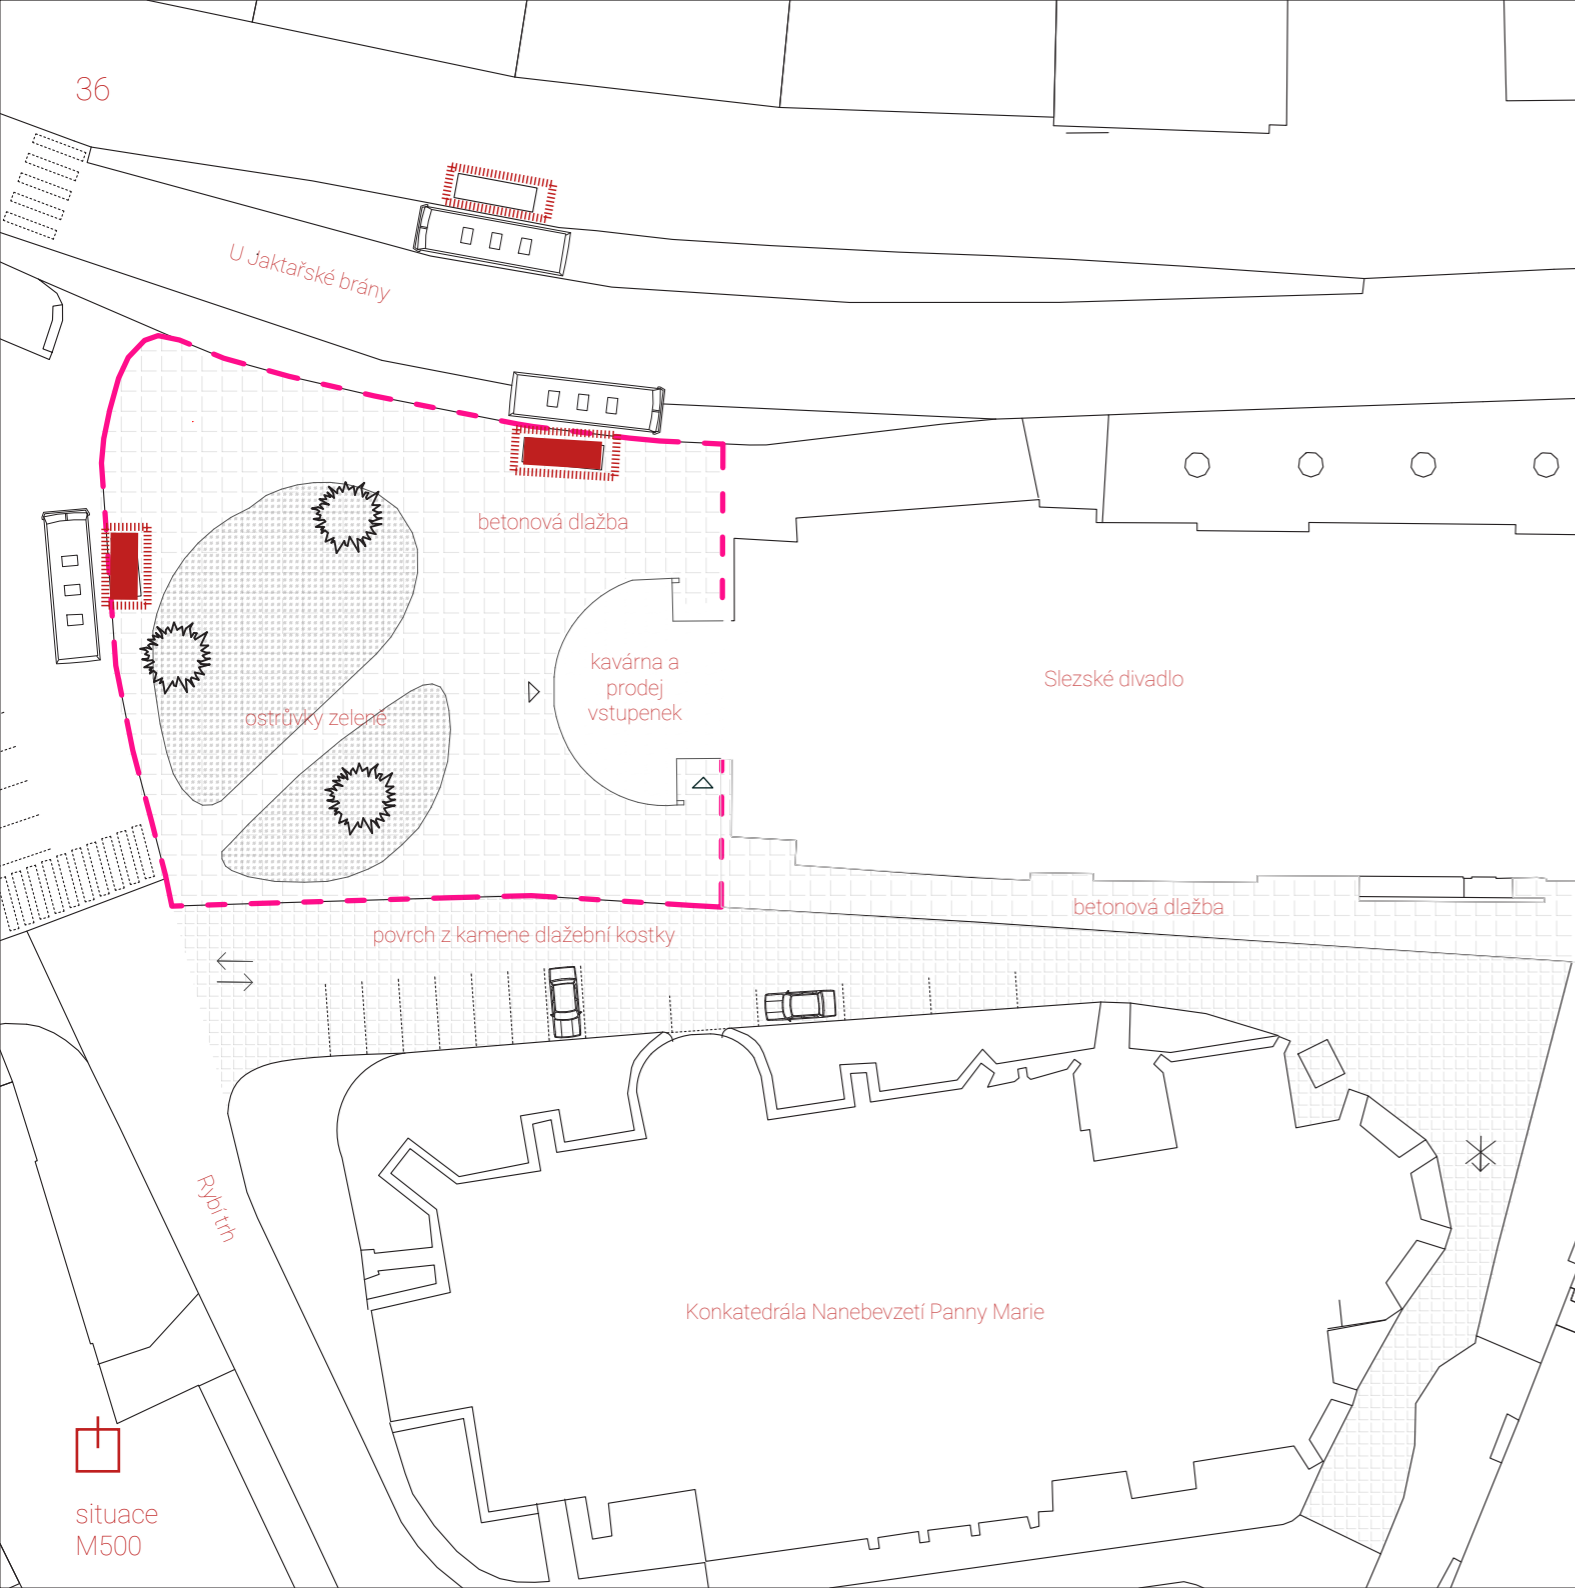 36
U Jaktařské brány
betonová dlažba
kavárna a
prodej
vstupenek
Slezské divadlo
ostrůvky zeleně
betonová dlažba
povrch z kamene dlažební kostky
Rybí trh
Konkatedrála Nanebevzetí Panny Marie
situace
M500